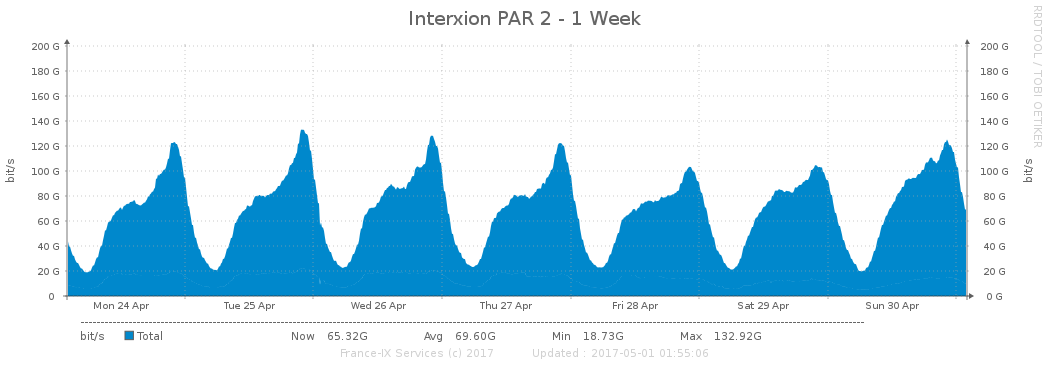 Interxion PAR 2 - 1 Week
RRDTOOL / TOBI OETIKER
200 G 200 G
180 G 180 G
160 G 160 G
140 G 140 G
120 G 120 G
100 G 100 G
80 G 80 G
60 G 60 G
40 G 40 G
20 G 20 G
0 0 G
bit/s
bit/s
Mon 24 Apr Tue 25 Apr Wed 26 Apr Thu 27 Apr Fri 28 Apr Sat 29 Apr Sun 30 Apr
bit/s Total Now 65.32G Avg 69.60G Min 18.73G Max 132.92G
France-IX Services (c) 2017 Updated : 2017-05-01 01:55:06